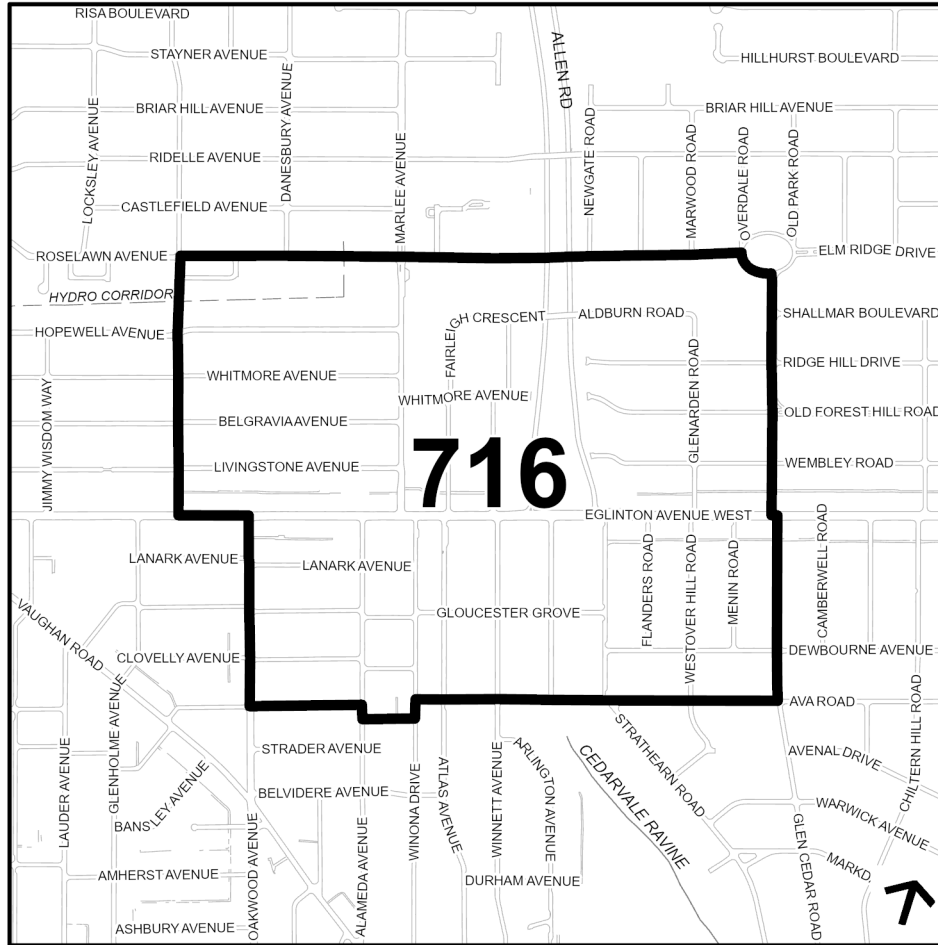 RISA BOULEVARD
STAYNER AVENUE
HILLHURST BOULEVARD
ALLEN RD
DANESBURY AVENUE
BRIAR HILL AVENUE
BRIAR HILL AVENUE
LOCKSLEY AVENUE
MARLEE AVENUE
NEWGATE ROAD
MARWOOD ROAD
OVERDALE ROAD
OLD PARK ROAD
RIDELLE AVENUE
CASTLEFIELD AVENUE
ROSELAWN AVENUE
ELM RIDGE DRIVE
HYDRO CORRIDOR
HOPEWELL AVENUE
FAIRLEIGH CRESCENT
ALDBURN ROAD
SHALLMAR BOULEVARD
RIDGE HILL DRIVE
WHITMORE AVENUE
WHITMORE AVENUE
GLENARDEN ROAD
OLD FOREST HILL ROAD
JIMMY WISDOM WAY
BELGRAVIA AVENUE
LIVINGSTONE AVENUE
716
WEMBLEY ROAD
EGLINTON AVENUE WEST
LANARK AVENUE
LANARK AVENUE
FLANDERS ROAD
WESTOVER HILL ROAD
MENIN ROAD
CAMBERWELL ROAD
GLOUCESTER GROVE
VAUGHAN ROAD
CLOVELLY AVENUE
DEWBOURNE AVENUE
AVA ROAD
LAUDER AVENUE
GLENHOLME AVENUE
BANSLEY AVENUE
STRADER AVENUE
BELVIDERE AVENUE
OAKWOOD AVENUE
ALAMEDA AVENUE
WINONA DRIVE
ATLAS AVENUE
WINNETT AVENUE
ARLINGTON AVENUE
CEDARVALE RAVINE
STRATHEARN ROAD
AVENAL DRIVE
CHILTERN HILL ROAD
WARWICK AVENUE
GLEN CEDAR ROAD
MARKD.
AMHERST AVENUE
DURHAM AVENUE
ASHBURY AVENUE